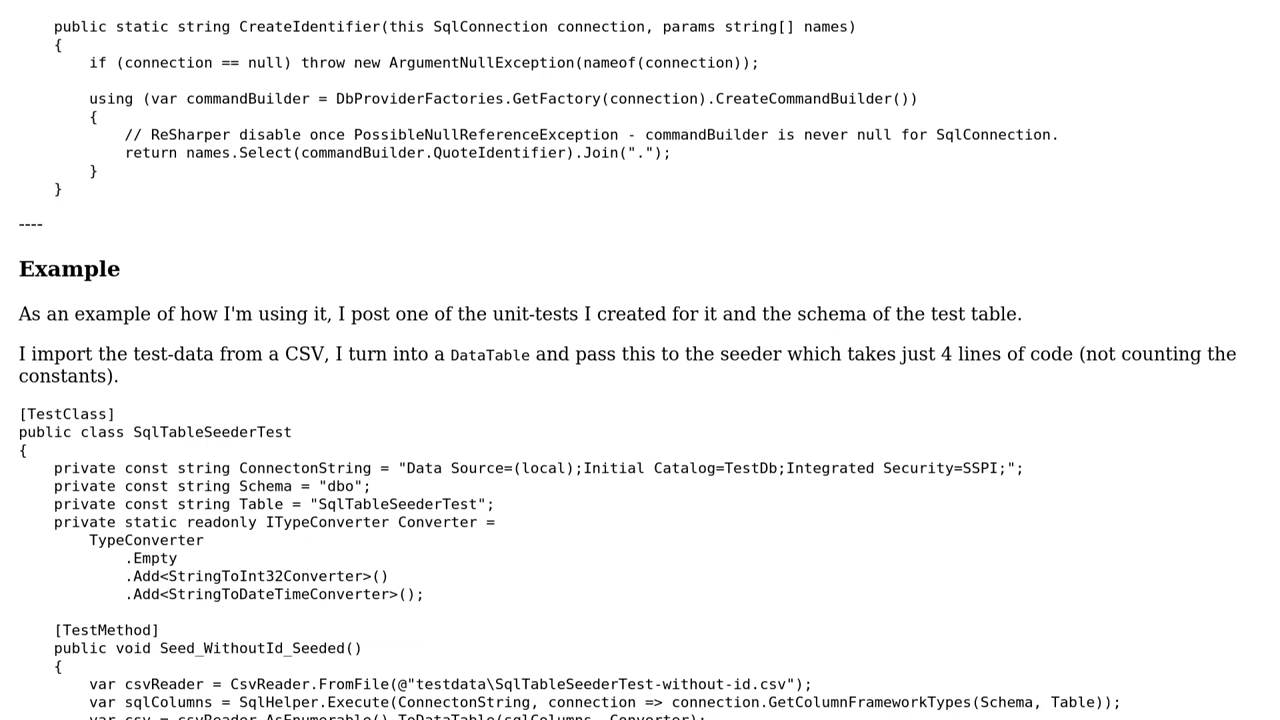 public static string CreateIdentifier(this SqlConnection connection, params string[] names)
{
if (connection == null) throw new ArgumentNullException(nameof(connection));
using (var commandBuilder = DbProviderFactories.GetFactory(connection).CreateCommandBuilder())
{
// ReSharper disable once PossibleNullReferenceException - commandBuilder is never null for SqlConnection.
return names.Select(commandBuilder.QuoteIdentifier).Join(".");
}
}
----
Example
As an example of how I'm using it, I post one of the unit-tests I created for it and the schema of the test table.
I import the test-data from a CSV, I turn into a DataTable and pass this to the seeder which takes just 4 lines of code (not counting the
constants).
[TestClass]
public class SqlTableSeederTest
{
private const string ConnectonString = "Data Source=(local);Initial Catalog=TestDb;Integrated Security=SSPI;";
private const string Schema = "dbo";
private const string Table = "SqlTableSeederTest";
private static readonly ITypeConverter Converter =
TypeConverter
.Empty
.Add<StringToInt32Converter>()
.Add<StringToDateTimeConverter>();
[TestMethod]
public void Seed_WithoutId_Seeded()
{
var csvReader = CsvReader.FromFile(@"testdata\SqlTableSeederTest-without-id.csv");
var sqlColumns = SqlHelper.Execute(ConnectonString, connection => connection.GetColumnFrameworkTypes(Schema, Table));
var csv = csvReader.AsEnumerable().ToDataTable(sqlColumns, Converter);